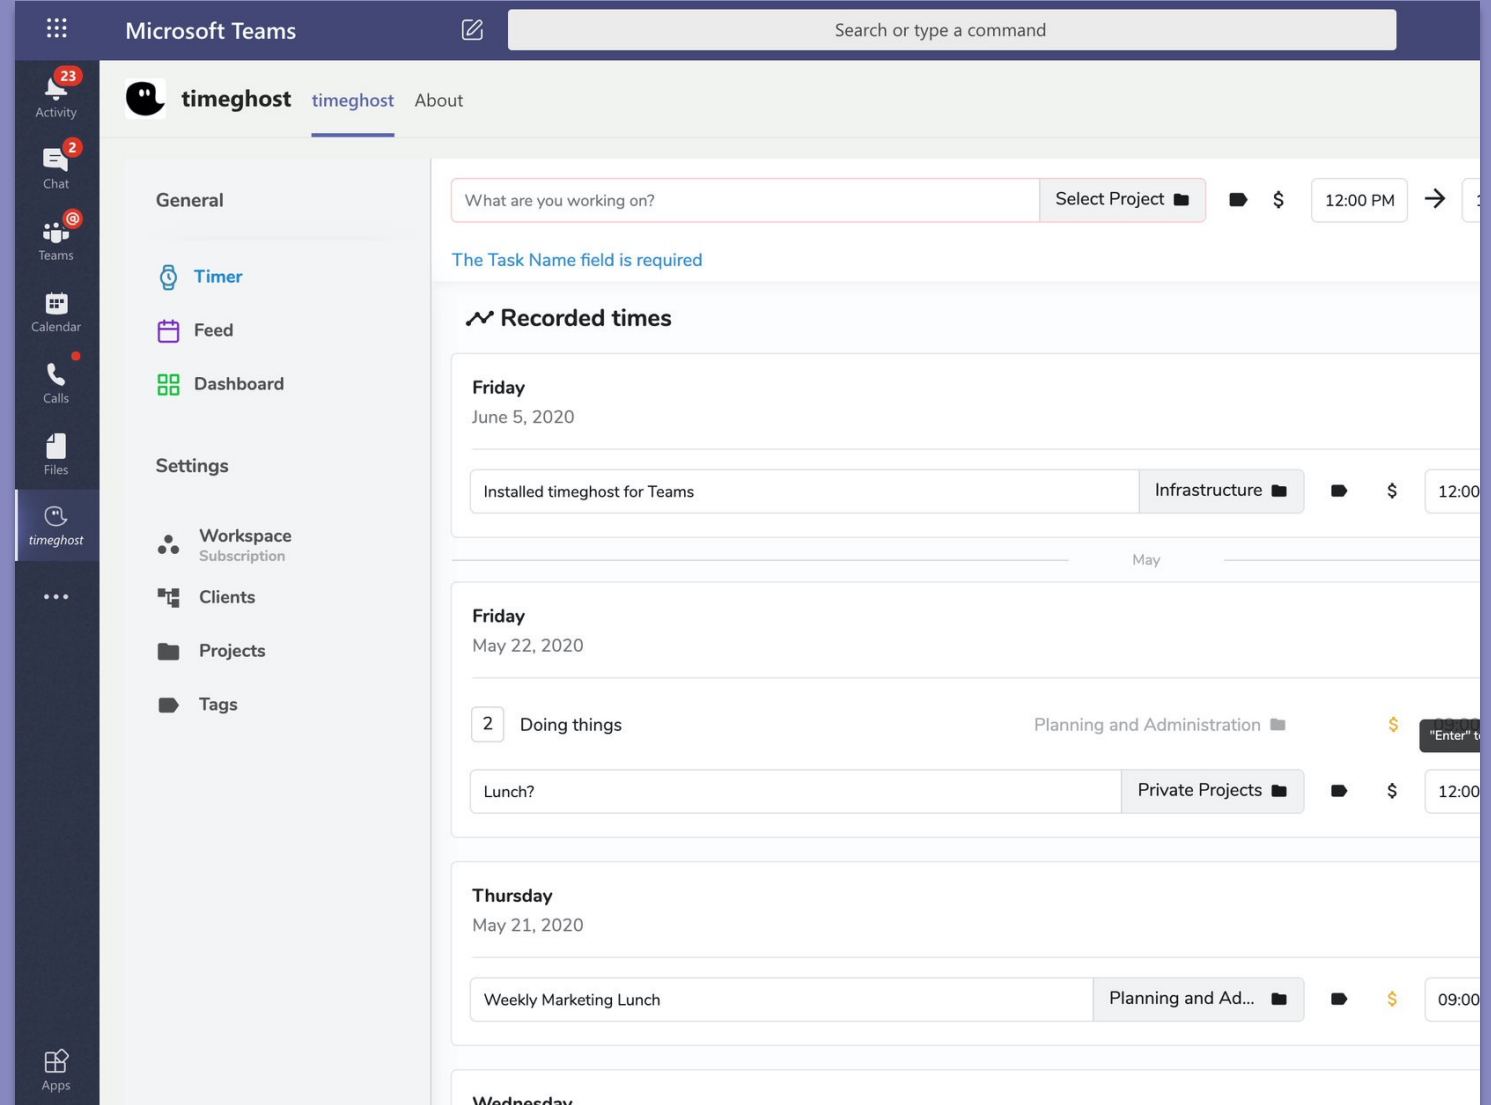 Microsoft Teams
Search or type a command
23
Activity
2
Chat
@
Teams
Calendar
Calls
Files
timeghost
Apps
timeghost timeghost About
General
Timer
Feed
Dashboard
Settings
Workspace
Subscription
Clients
Projects
Tags
What are you working on? Select Project $ 12:00 PM
The Task Name field is required
Recorded times
Friday
June 5, 2020
Installed timeghost for Teams Infrastructure $ 12:00
May
Friday
May 22, 2020
2 Doing things Planning and Administration $ 09:00
"Enter" t
Lunch? Private Projects $ 12:00
Thursday
May 21, 2020
Weekly Marketing Lunch Planning and Ad... $ 09:00
Wednesday